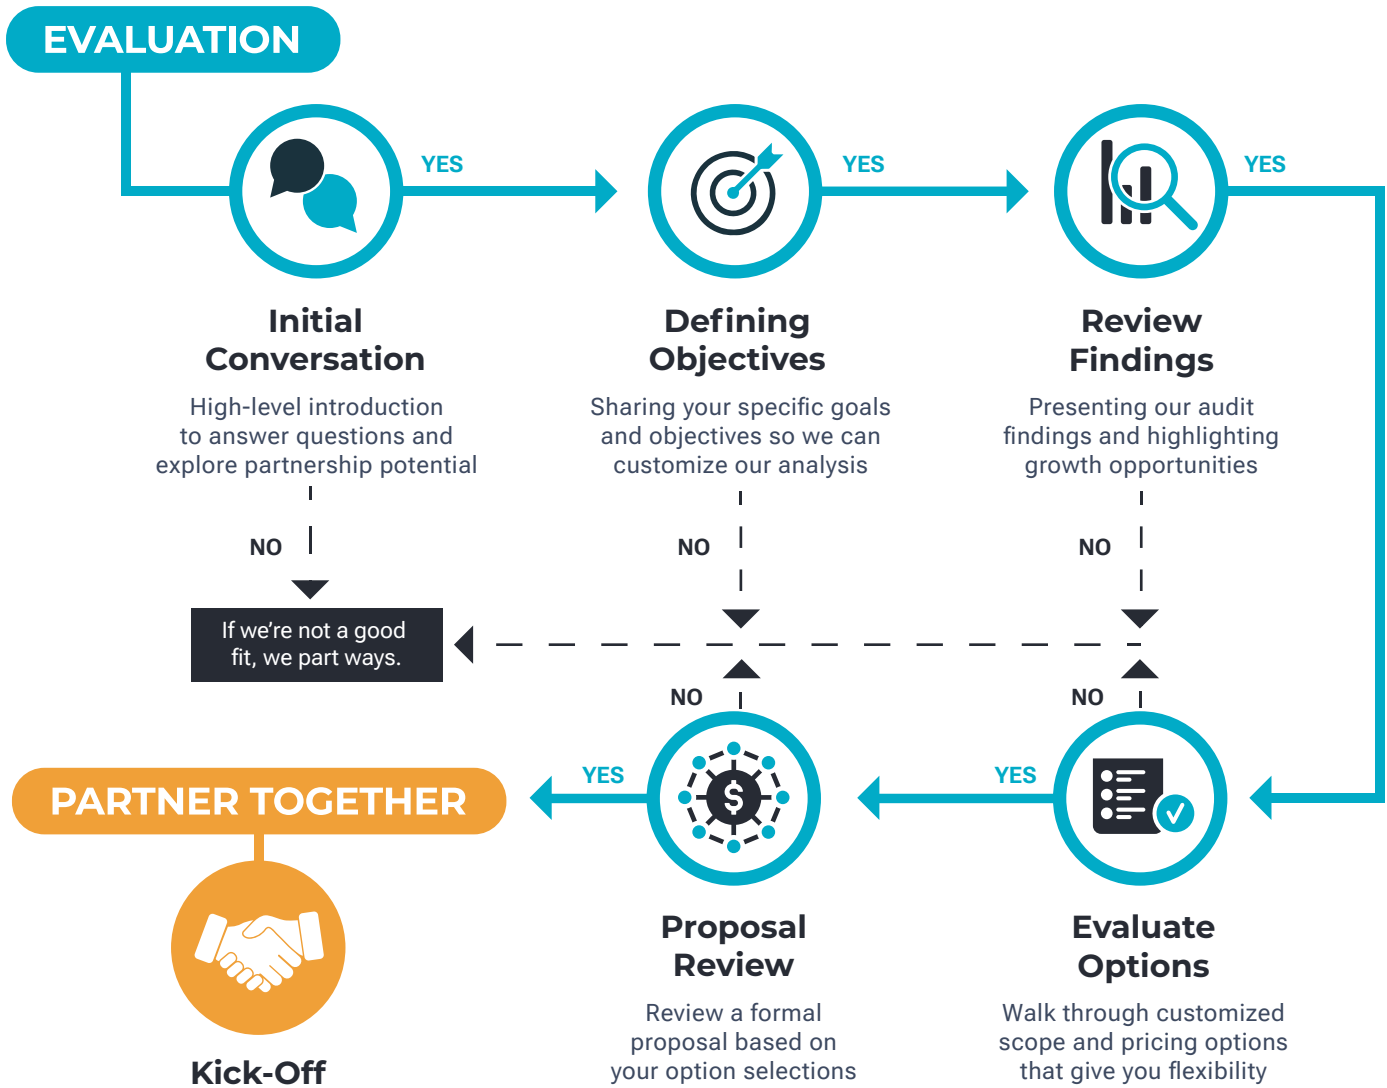 EVALUATION
YES
YES
YES
Initial
Conversation
High-level introduction
to answer questions and
explore partnership potential
Defining
Objectives
Sharing your specific goals
and objectives so we can
customize our analysis
Review
Findings
Presenting our audit
findings and highlighting
growth opportunities
NO
NO
NO
If we're not a good
fit, we part ways.
NO
NO
PARTNER TOGETHER
YES
$
YES
Kick-Off
Proposal
Review
Review a formal
proposal based on
your option selections
Evaluate
Options
Walk through customized
scope and pricing options
that give you flexibility